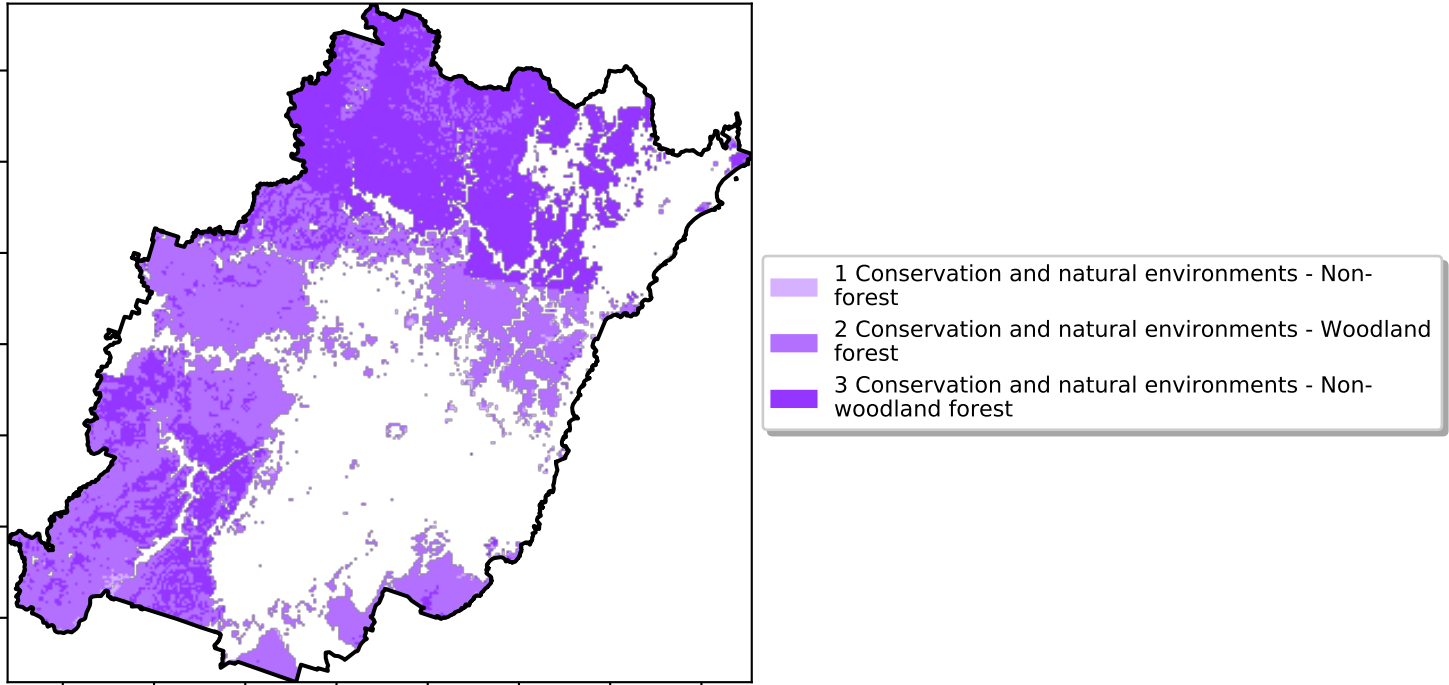 1 Conservation and natural environments - Non-
forest
2 Conservation and natural environments - Woodland
forest
3 Conservation and natural environments - Non-
woodland forest